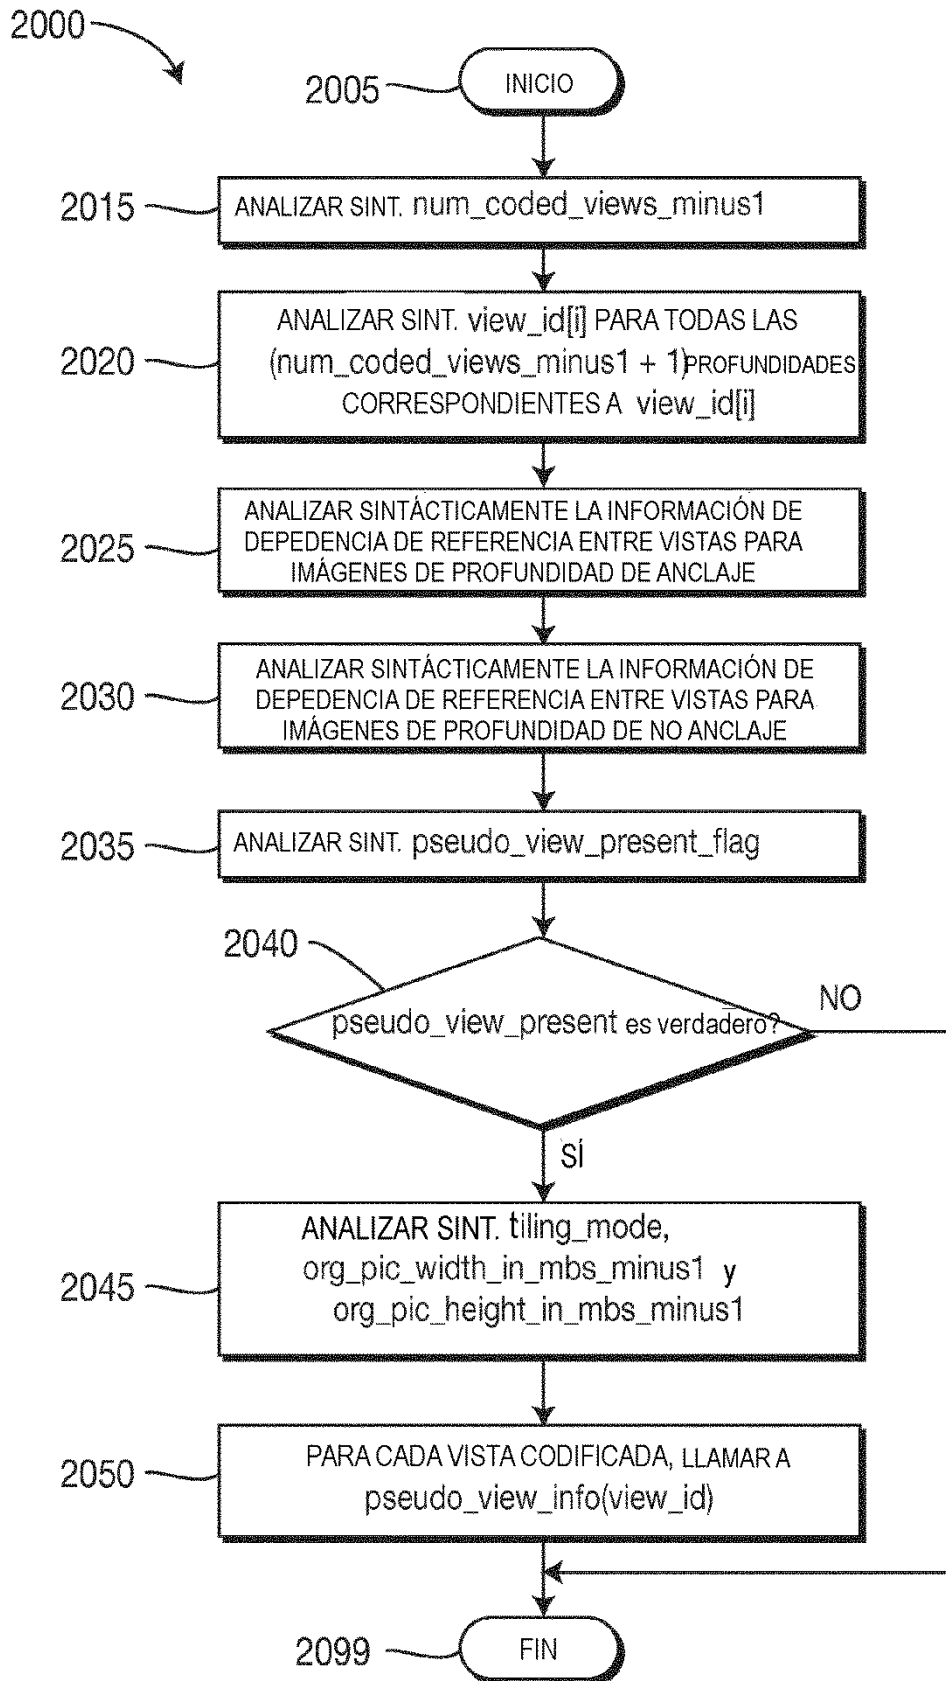 2000
2005
INICIO
2015
ANALIZAR SINT. num_coded_views_minus1
2020
ANALIZAR SINT. view_id[i] PARA TODAS LAS
(num_coded_views_minus1 + 1)PROFUNDIDADES
CORRESPONDIENTES A view_id[i]
2025
ANALIZAR SINTÁCTICAMENTE LA INFORMACIÓN DE
DEPEDENCIA DE REFERENCIA ENTRE VISTAS PARA
IMÁGENES DE PROFUNDIDAD DE ANCLAJE
2030
ANALIZAR SINTÁCTICAMENTE LA INFORMACIÓN DE
DEPEDENCIA DE REFERENCIA ENTRE VISTAS PARA
IMÁGENES DE PROFUNDIDAD DE NO ANCLAJE
2035
ANALIZAR SINT. pseudo_view_present_flag
2040
pseudo_view_present es verdadero?
NO
SÍ
2045
ANALIZAR SINT. tiling_mode,
org_pic_width_in_mbs_minus1 y
org_pic_height_in_mbs_minus1
2050
PARA CADA VISTA CODIFICADA, LLAMAR A
pseudo_view_info(view_id)
2099
FIN